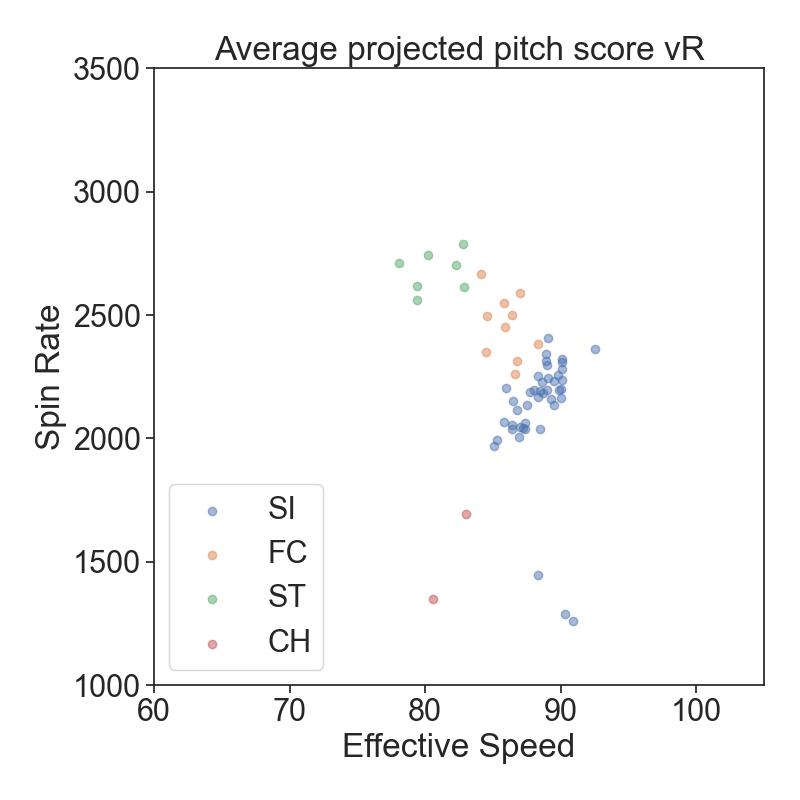 Average projected pitch score vR
3500
3000
2500
2000
1500
1000
Spin Rate
SI
FC
ST
CH
60
70
80
90
100
Effective Speed